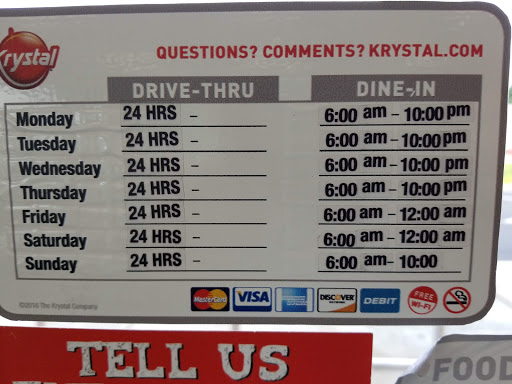 Krystal
QUESTIONS? COMMENTS? KRYSTAL.COM
DRIVE-THRU DINE-IN
Monday 24 HRS – 6:00 am – 10:00 pm
Tuesday 24 HRS – 6:00 am – 10:00 pm
Wednesday 24 HRS – 6:00 am – 10:00 pm
Thursday 24 HRS – 6:00 am – 10:00 pm
Friday 24 HRS – 6:00 am – 12:00 am
Saturday 24 HRS – 6:00 am – 12:00 am
Sunday 24 HRS – 6:00 am – 10:00
MasterCard VISA DISCOVER DEBIT FREE WI-FI
TELL US
FOOD